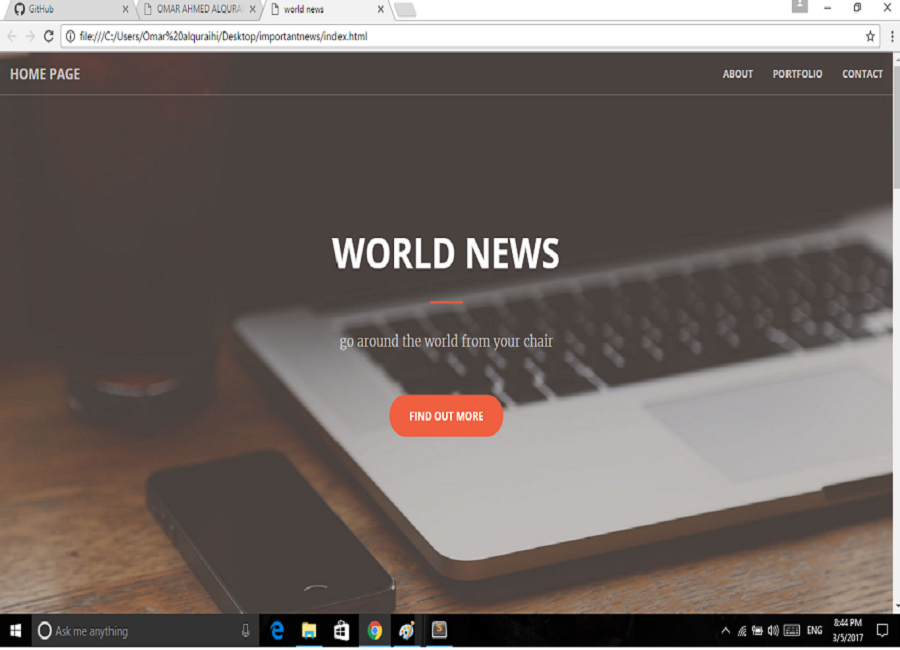 GitHub
OMAR AHMED ALQURA
world news
file:///C:/Users/Omar%20alquraihi/Desktop/importantnews/index.html
HOME PAGE
ABOUT
PORTFOLIO
CONTACT
WORLD NEWS
go around the world from your chair
FIND OUT MORE
Ask me anything
ENG
8:44 PM
3/5/2017